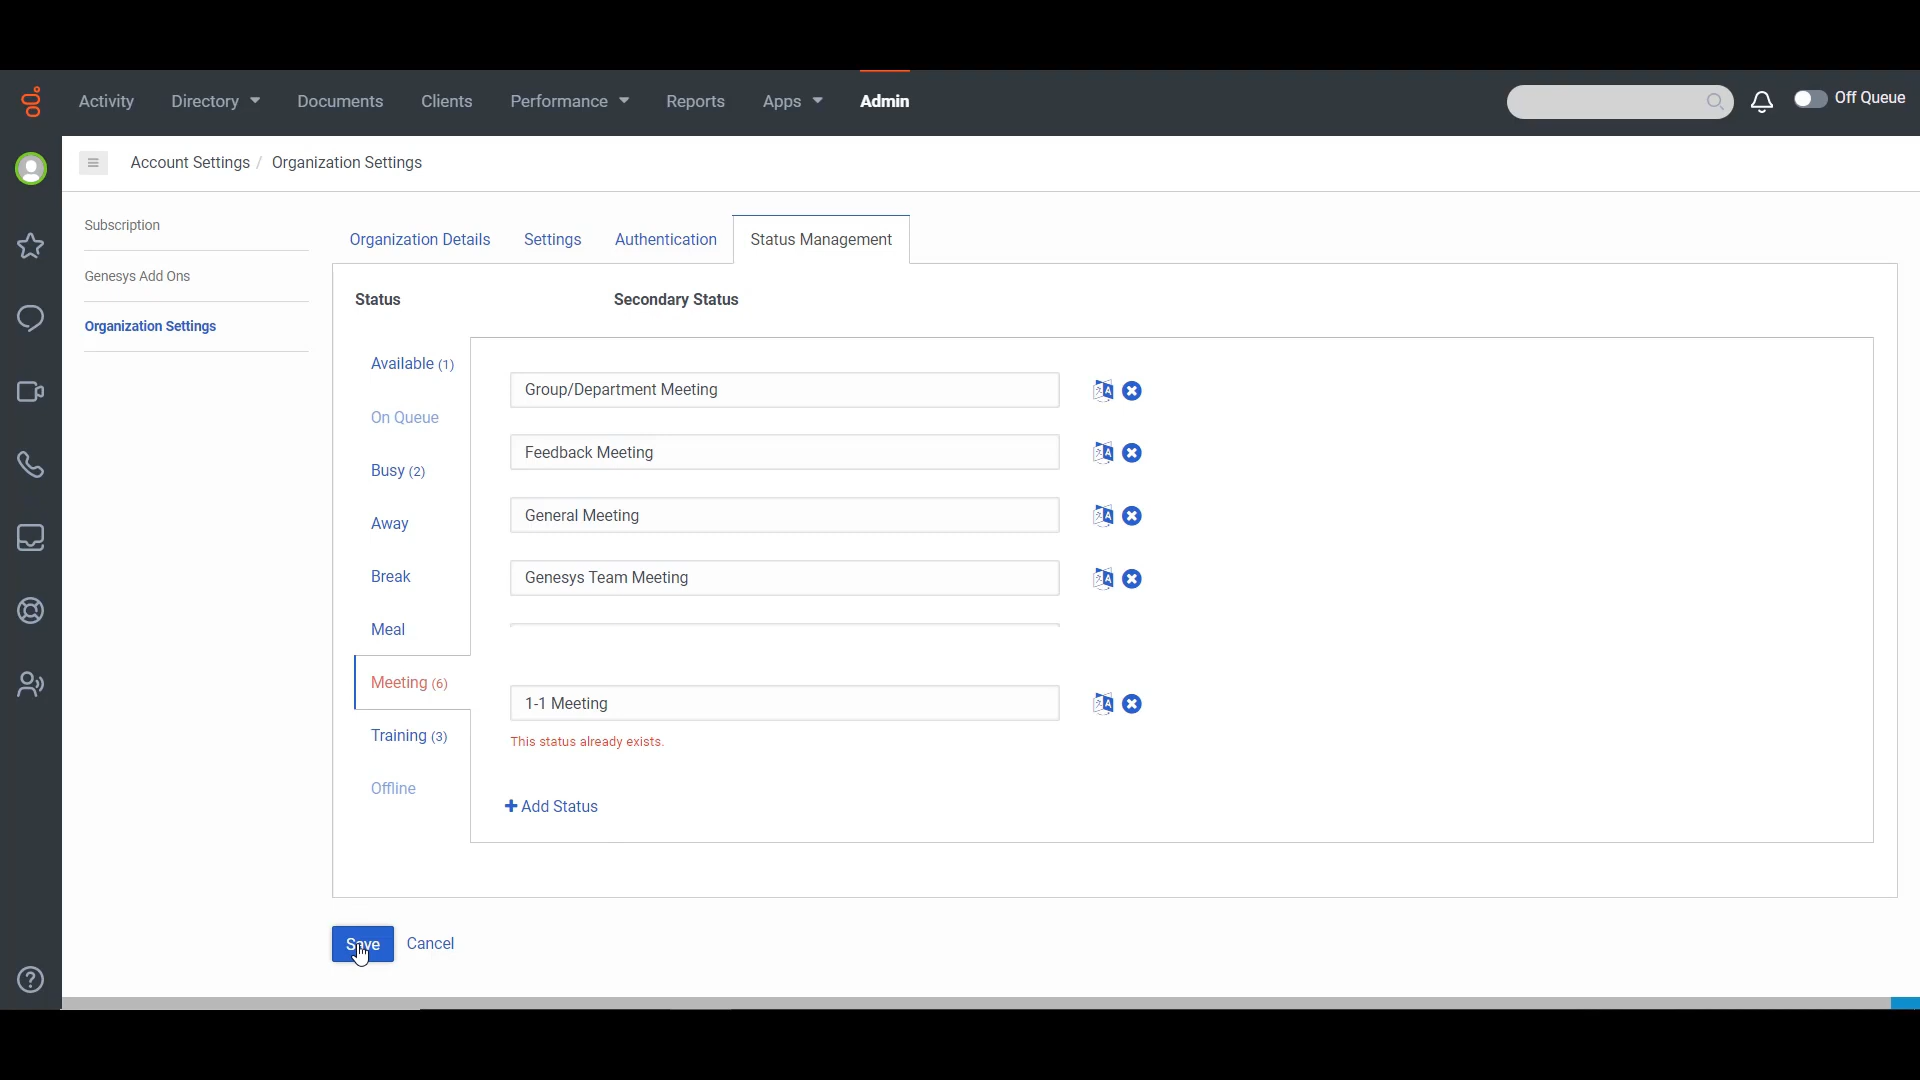 Activity Directory Documents Clients Performance Reports Apps Admin Off Queue
Account Settings / Organization Settings
Subscription
Genesys Add Ons
Organization Settings
Organization Details Settings Authentication Status Management
Status Secondary Status
Available (1)
On Queue
Busy (2)
Away
Break
Meal
Meeting (6)
Training (3)
Offline
Group/Department Meeting
Feedback Meeting
General Meeting
Genesys Team Meeting
1-1 Meeting
This status already exists.
+ Add Status
Save Cancel